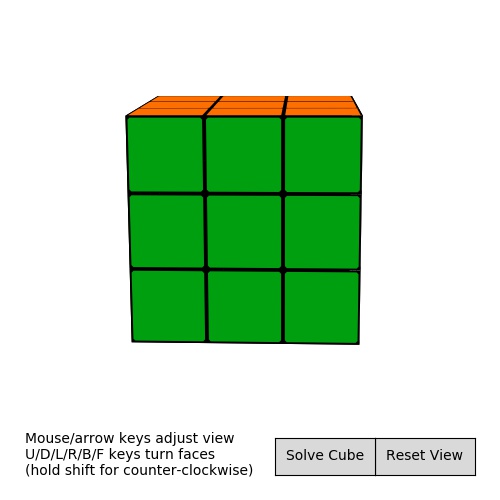 Mouse/arrow keys adjust view
U/D/L/R/B/F keys turn faces
(hold shift for counter-clockwise)
Solve Cube
Reset View